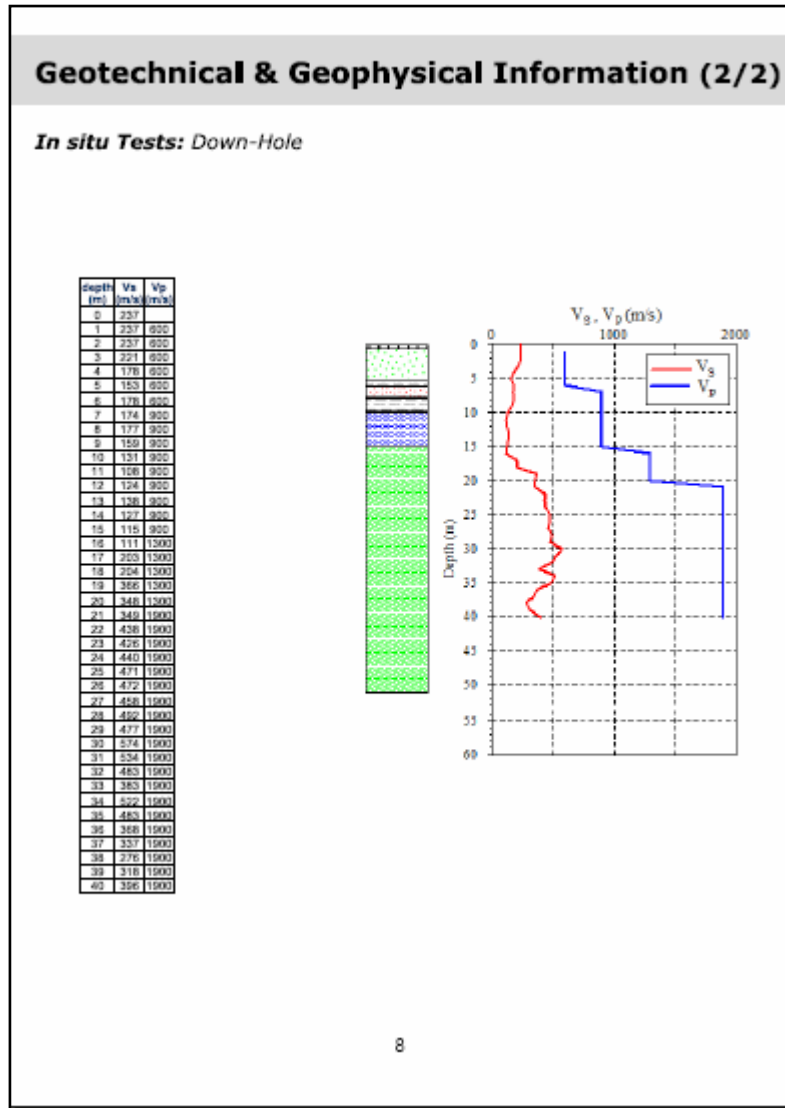 Geotechnical & Geophysical Information (2/2)
In situ Tests: Down-Hole
depth (m) Vs (m/s) Vp (m/s)
0 237
1 237 600
2 237 600
3 221 600
4 178 600
5 153 600
6 178 600
7 174 900
8 177 900
9 159 900
10 131 900
11 108 900
12 124 900
13 138 900
14 127 900
15 115 900
16 111 1300
17 203 1300
18 204 1300
19 366 1300
20 348 1300
21 349 1900
22 438 1900
23 426 1900
24 440 1900
25 471 1900
26 472 1900
27 458 1900
28 492 1900
29 477 1900
30 574 1900
31 534 1900
32 483 1900
33 383 1900
34 522 1900
35 483 1900
36 368 1900
37 337 1900
38 276 1900
39 318 1900
40 396 1900
VS , Vp (m/s)
0 1000 2000
VS
Vp
Depth (m)
0
5
10
15
20
25
30
35
40
45
50
55
60
8